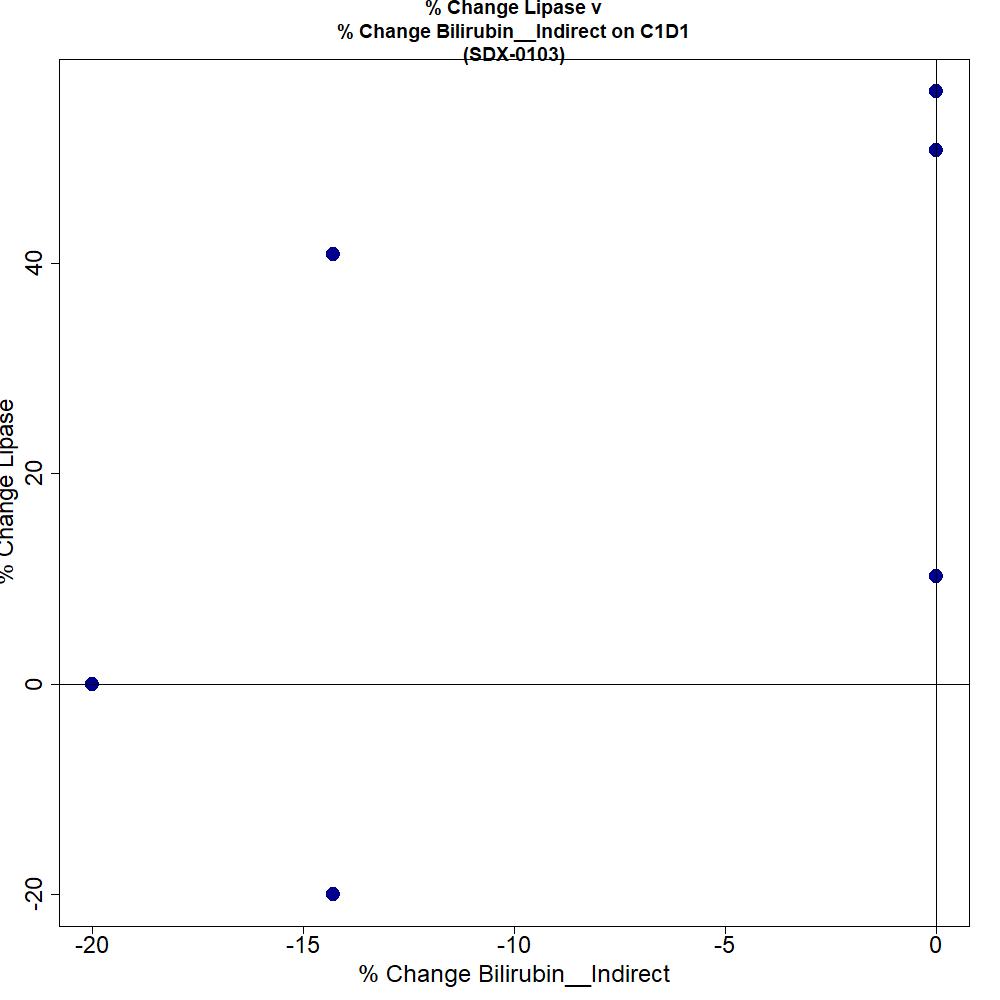 % Change Lipase v
% Change Bilirubin__Indirect on C1D1
(SDX-0103)
% Change Lipase
40
20
0
-20
-20
-15
-10
-5
0
% Change Bilirubin__Indirect